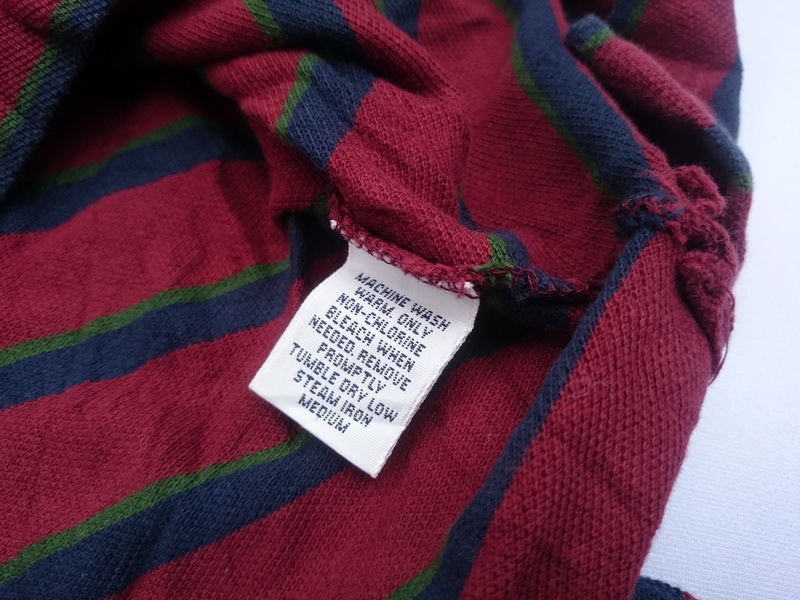 MACHINE WASH
WARM. ONLY
NON-CHLORINE
BLEACH WHEN
NEEDED. REMOVE
PROMPTLY
TUMBLE DRY LOW
STEAM IRON
MEDIUM